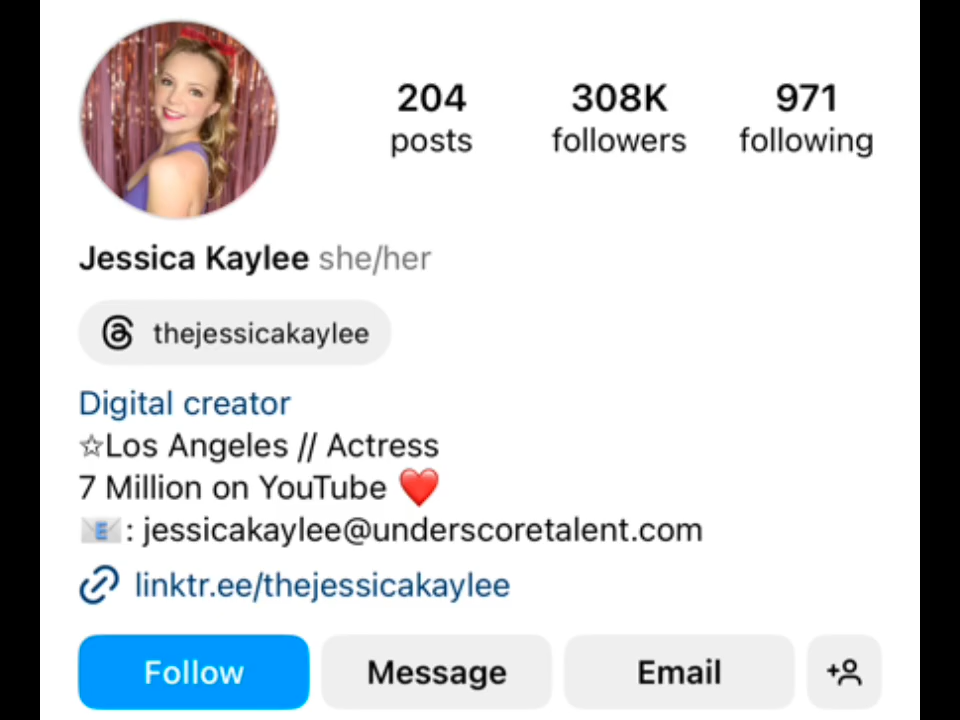 204 308K 971
posts followers following
Jessica Kaylee she/her
thejessicakaylee
Digital creator
☆Los Angeles // Actress
7 Million on YouTube ❤️
📧: jessicakaylee@underscoretalent.com
linktr.ee/thejessicakaylee
Follow Message Email